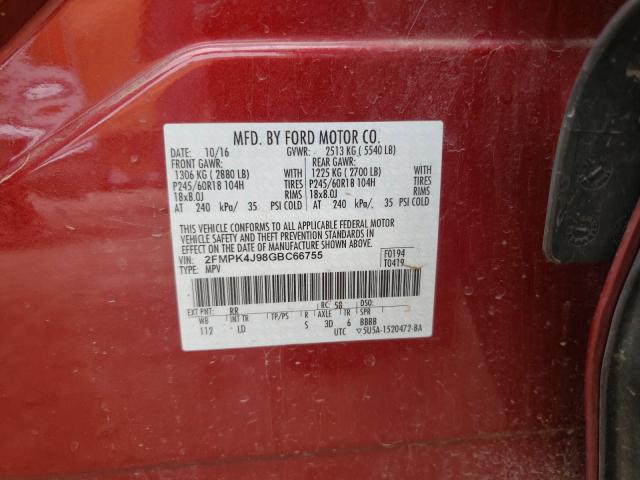 MFD. BY FORD MOTOR CO.
DATE: 10/16 GVWR: 2513 KG ( 5540 LB)
FRONT GAWR: REAR GAWR:
1306 KG ( 2880 LB) WITH 1225 KG ( 2700 LB) WITH
P245/60R18 104H TIRES P245/60R18 104H TIRES
18x8.0J RIMS 18x8.0J RIMS
AT 240 kPa/ 35 PSI COLD AT 240 kPa/ 35 PSI COLD
THIS VEHICLE CONFORMS TO ALL APPLICABLE FEDERAL MOTOR
VEHICLE SAFETY AND THEFT PREVENTION STANDARDS IN
EFFECT ON THE DATE OF MANUFACTURE SHOWN ABOVE.
VIN: 2FMPK4J98GBC66755 F0194
TYPE: MPV T0419
EXT PNT: RR RC: 58 DSO:
WB INT TR TP/PS R AXLE TR SPR
112 LD S 3D 6 BBBB
UTC ▽5U5A-1520472-BA